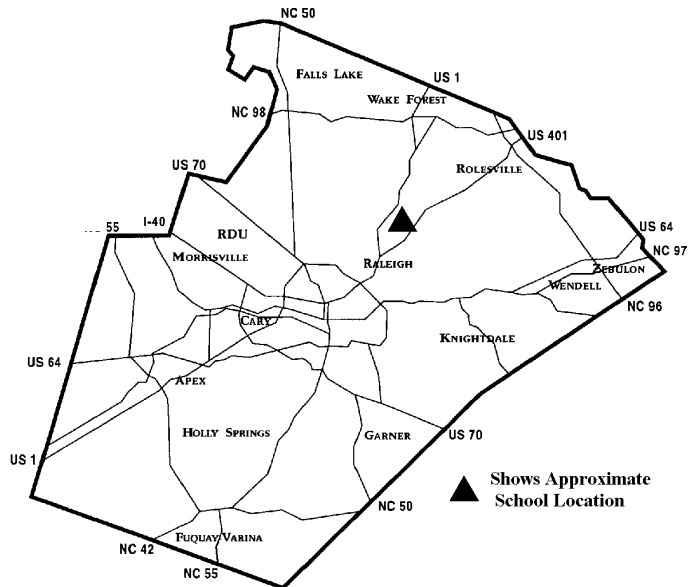 NC 50
FALLS LAKE
US 1
WAKE FOREST
NC 98
US 401
US 70
ROLESVILLE
55
I-40
RDU
US 64
MORRISVILLE
RALEIGH
NC 97
ZEBULON
WENDELL
NC 96
CARY
KNIGHTDALE
US 64
APEX
HOLLY SPRINGS
GARNER
US 70
US 1
Shows Approximate
School Location
NC 50
FUQUAY VARINA
NC 42
NC 55